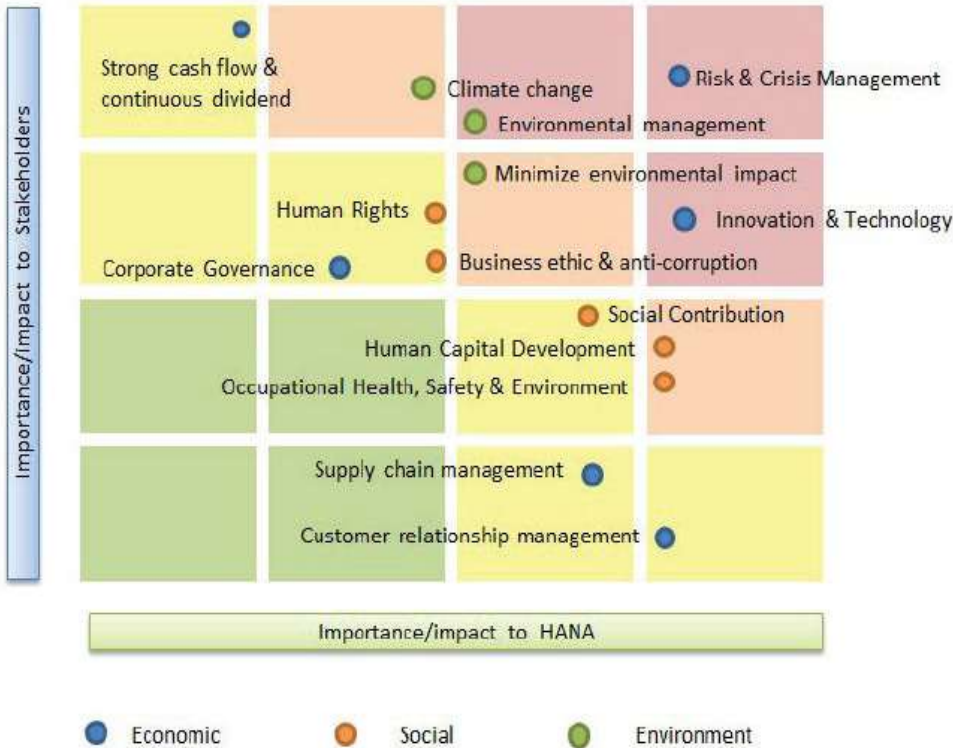 Importance/impact to Stakeholders
Strong cash flow &
continuous dividend
Climate change
Risk & Crisis Management
Environmental management
Minimize environmental impact
Human Rights
Innovation & Technology
Corporate Governance
Business ethic & anti-corruption
Social Contribution
Human Capital Development
Occupational Health, Safety & Environment
Supply chain management
Customer relationship management
Importance/impact to HANA
Economic
Social
Environment